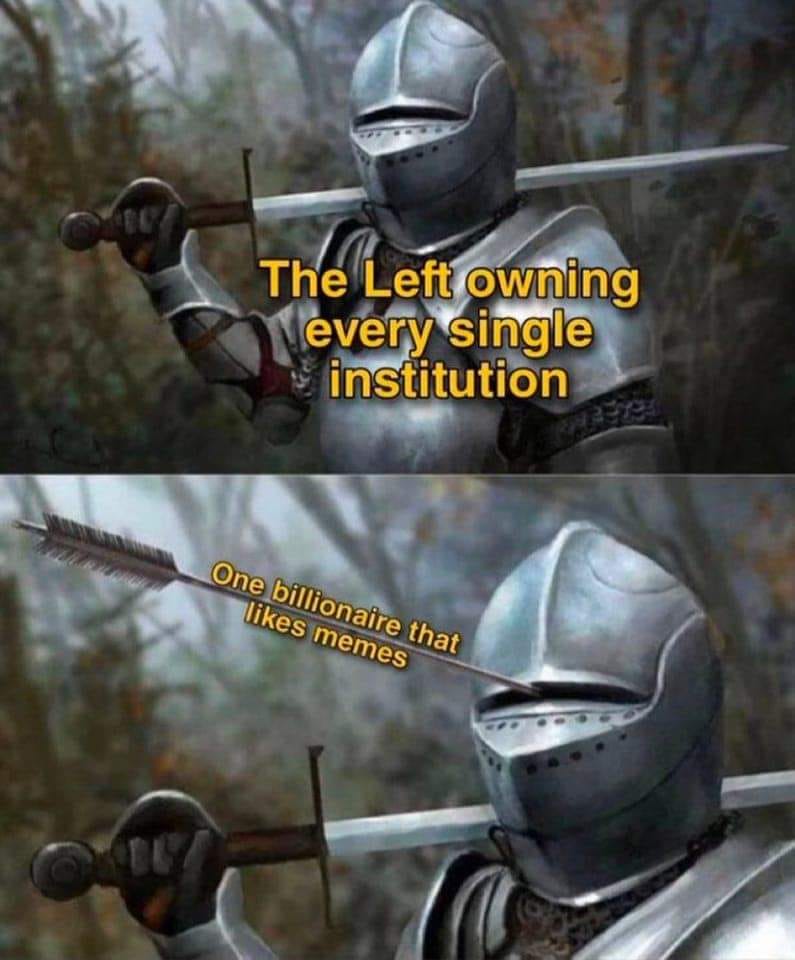 The Left owning
every single
institution
One billionaire that
likes memes